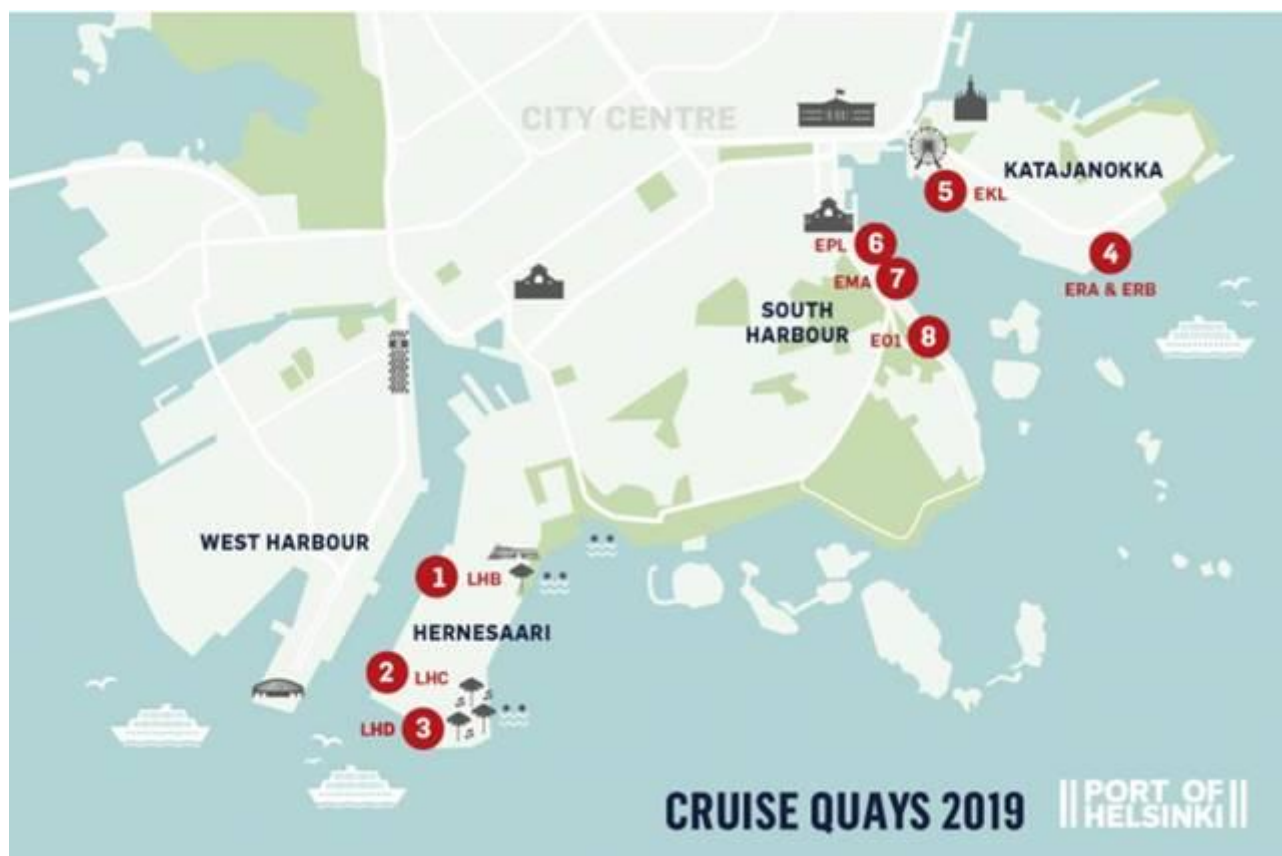 CITY CENTRE
KATAJANOKKA
5 EKL
EPL 6
4
EMA 7
ERA & ERB
SOUTH
HARBOUR
E01 8
WEST HARBOUR
1 LHB
HERNESAARI
2 LHC
LHD 3
CRUISE QUAYS 2019
PORT OF
HELSINKI